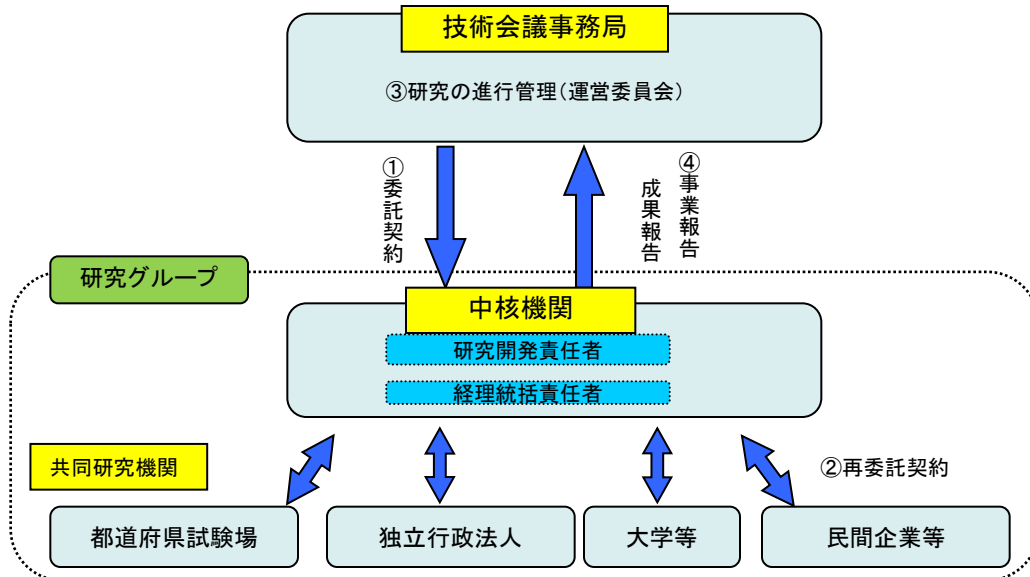 技術会議事務局
③研究の進行管理(運営委員会)
①委託契約
④事業報告
成果報告
研究グループ
中核機関
研究開発責任者
経理統括責任者
共同研究機関
②再委託契約
都道府県試験場
独立行政法人
大学等
民間企業等